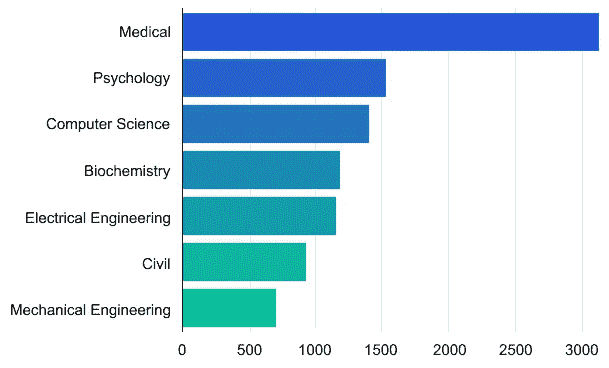 Medical
Psychology
Computer Science
Biochemistry
Electrical Engineering
Civil
Mechanical Engineering
0 500 1000 1500 2000 2500 3000